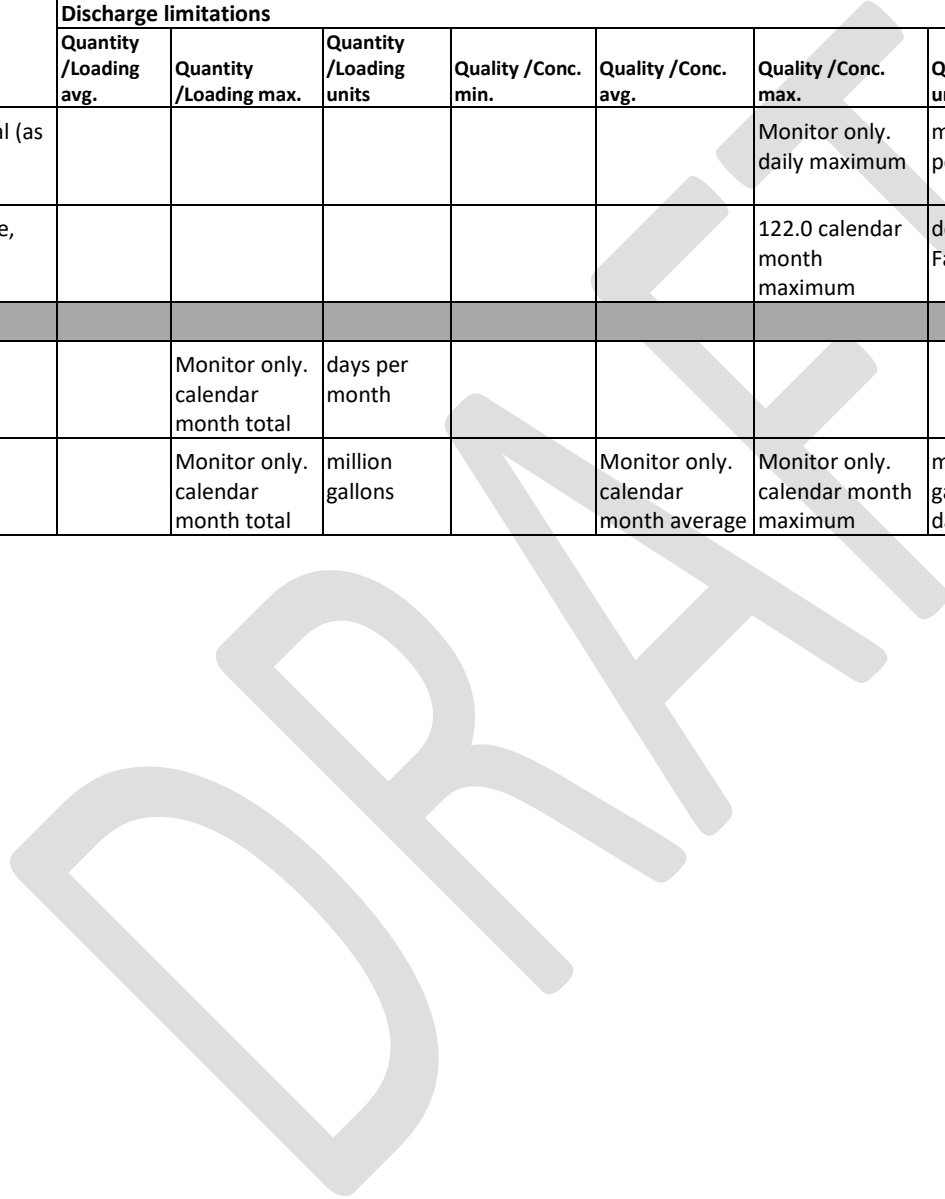 Discharge limitations
Quantity /Loading avg.
Quantity /Loading max.
Quantity /Loading units
Quality /Conc. min.
Quality /Conc. avg.
Quality /Conc. max.
al (as
Monitor only. daily maximum
e,
122.0 calendar month maximum
Monitor only. calendar month total
days per month
Monitor only. calendar month total
million gallons
Monitor only. calendar month average
Monitor only. calendar month maximum
DRAFT